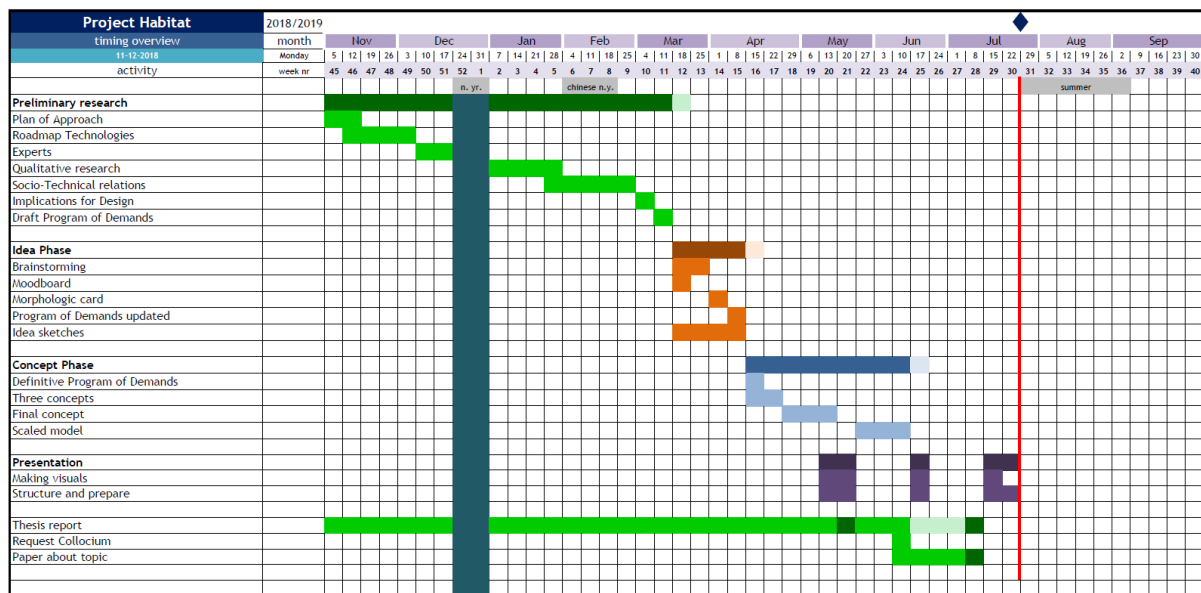 Project Habitat 2018/2019
timing overview month Nov Dec Jan Feb Mar Apr May Jun Jul Aug Sep
11-12-2018 Monday 5 12 19 26 3 10 17 24 31 7 14 21 28 4 11 18 25 4 11 18 25 1 8 15 22 29 6 13 20 27 3 10 17 24 1 8 15 22 29 5 12 19 26 2 9 16 23 30
activity week nr 45 46 47 48 49 50 51 52 1 2 3 4 5 6 7 8 9 10 11 12 13 14 15 16 17 18 19 20 21 22 23 24 25 26 27 28 29 30 31 32 33 34 35 36 37 38 39 40
n. yr. chinese n.y. summer
Preliminary research
Plan of Approach
Roadmap Technologies
Experts
Qualitative research
Socio-Technical relations
Implications for Design
Draft Program of Demands
Idea Phase
Brainstorming
Moodboard
Morphologic card
Program of Demands updated
Idea sketches
Concept Phase
Definitive Program of Demands
Three concepts
Final concept
Scaled model
Presentation
Making visuals
Structure and prepare
Thesis report
Request Collocium
Paper about topic